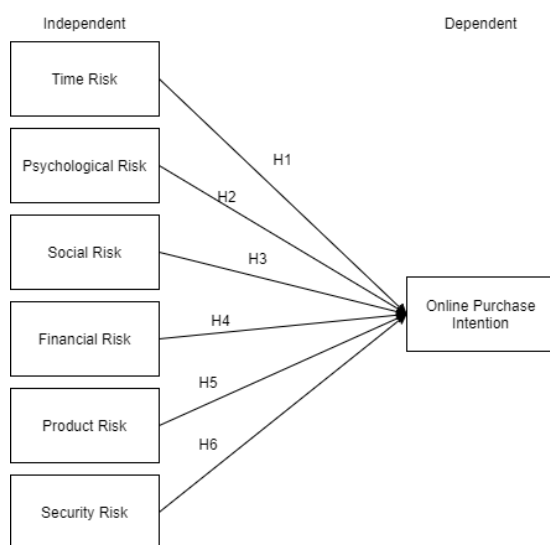 Independent
Dependent
Time Risk
H1
Psychological Risk
H2
Social Risk
H3
Online Purchase
Intention
Financial Risk
H4
Product Risk
H5
H6
Security Risk